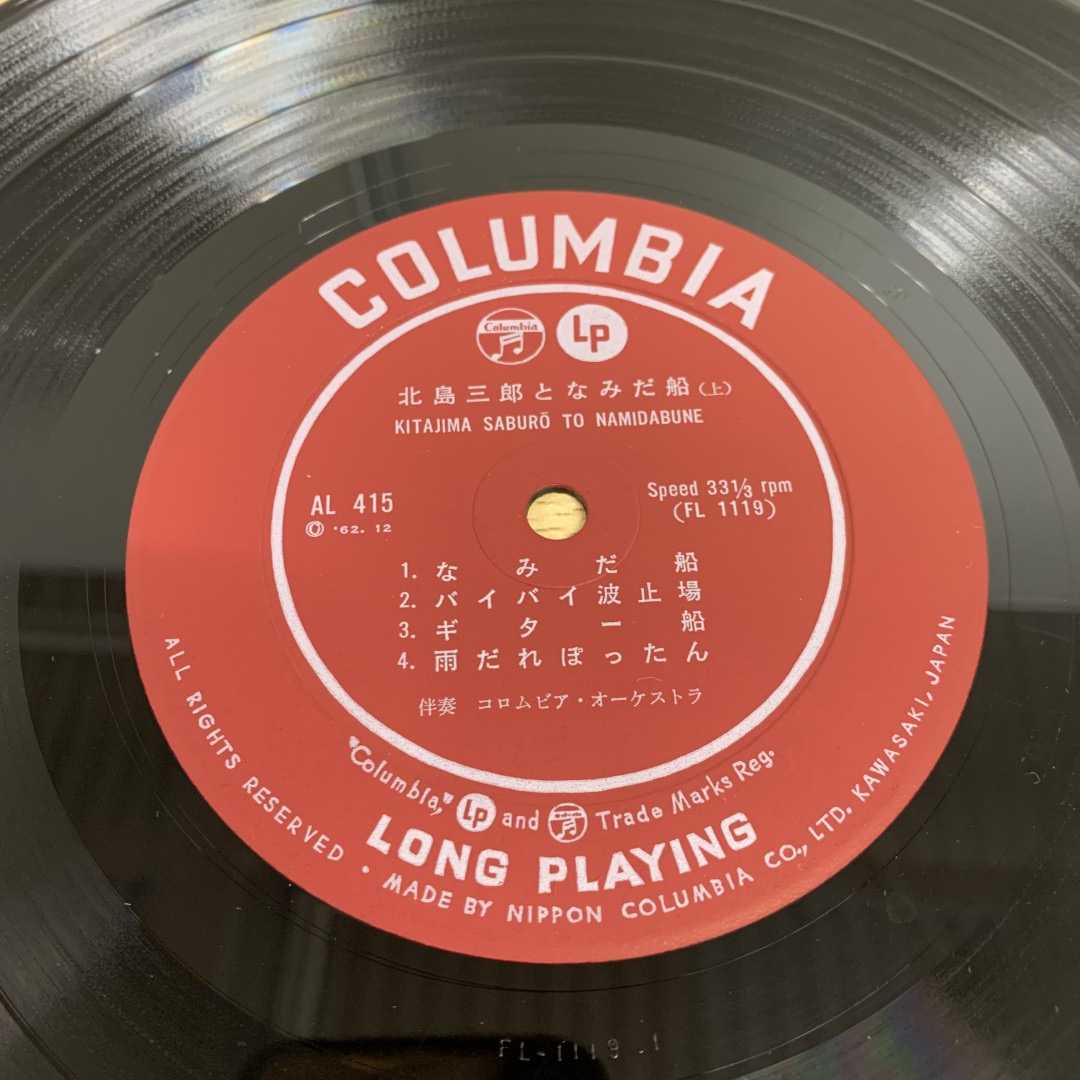 COLUMBIA
Columbia LP
北島三郎となみだ船(上)
KITAJIMA SABURŌ TO NAMIDABUNE
AL 415
© '62. 12
Speed 33 1/3 rpm
(FL 1119)
1. なみだ船
2. バイバイ波止場
3. ギター船
4. 雨だれぽったん
伴奏 コロムビア・オーケストラ
"Columbia," LP and Trade Marks Reg.
LONG PLAYING
ALL RIGHTS RESERVED • MADE BY NIPPON COLUMBIA CO., LTD. KAWASAKI, JAPAN
FL-1119